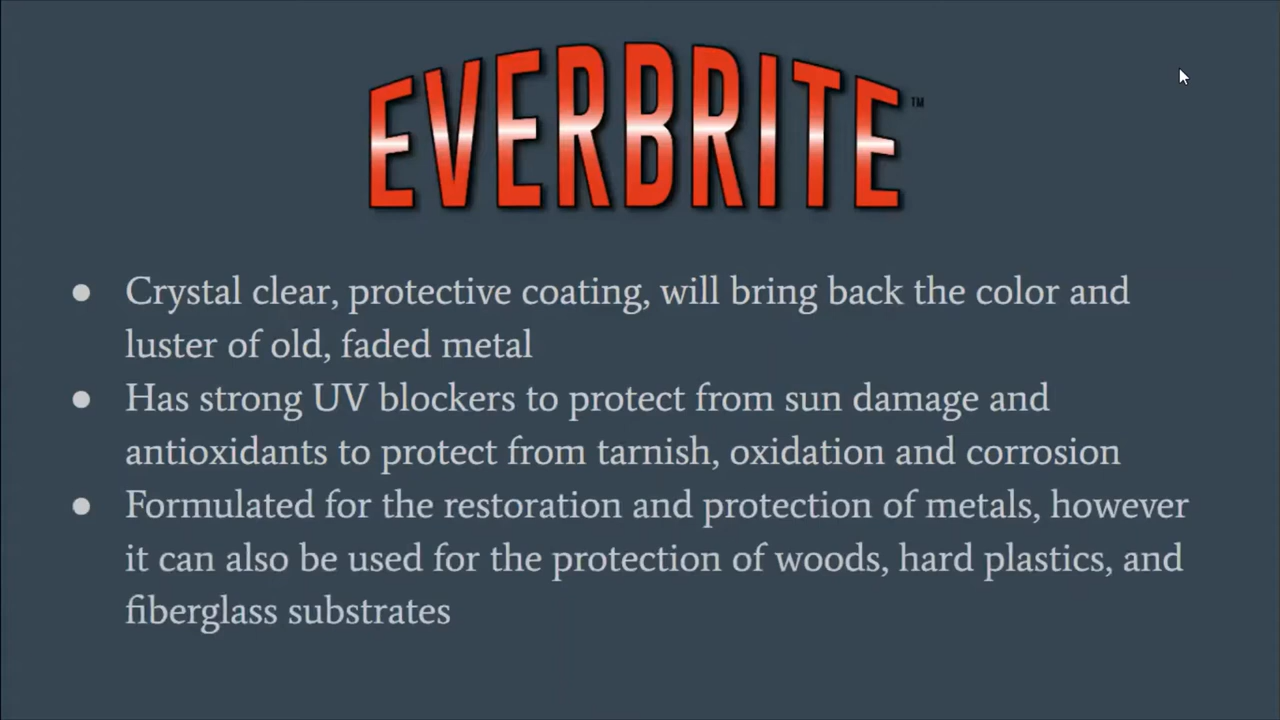 EVERBRITE™
● Crystal clear, protective coating, will bring back the color and
luster of old, faded metal
● Has strong UV blockers to protect from sun damage and
antioxidants to protect from tarnish, oxidation and corrosion
● Formulated for the restoration and protection of metals, however
it can also be used for the protection of woods, hard plastics, and
fiberglass substrates